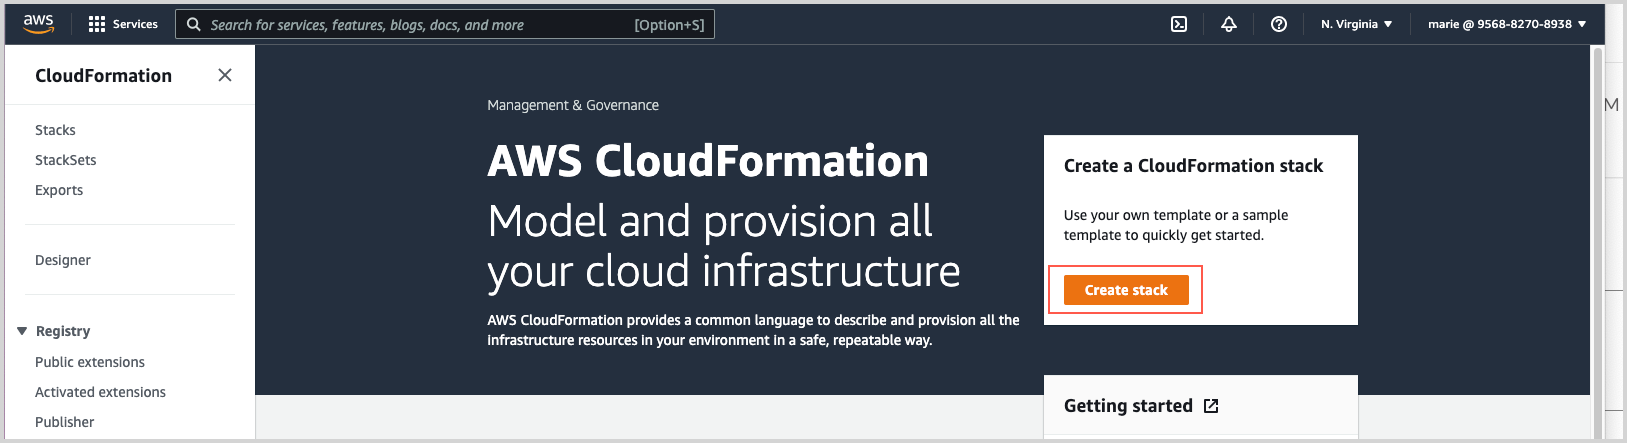 aws
Services
Search for services, features, blogs, docs, and more
[Option+S]
N. Virginia ▼
marie @ 9568-8270-8938 ▼
CloudFormation
Stacks
StackSets
Exports
Designer
▼ Registry
Public extensions
Activated extensions
Publisher
Management & Governance
AWS CloudFormation
Model and provision all
your cloud infrastructure
AWS CloudFormation provides a common language to describe and provision all the
infrastructure resources in your environment in a safe, repeatable way.
Create a CloudFormation stack
Use your own template or a sample
template to quickly get started.
Create stack
Getting started
M